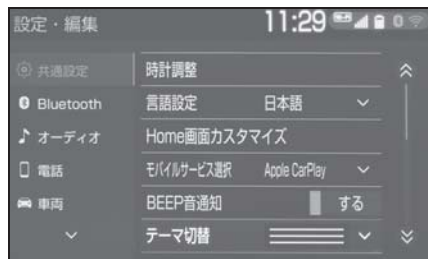 設定・編集 11:29
共通設定
Bluetooth
オーディオ
電話
車両
時計調整
言語設定 日本語
Home画面カスタマイズ
モバイルサービス選択 Apple CarPlay
BEEP音通知 する
テーマ切替